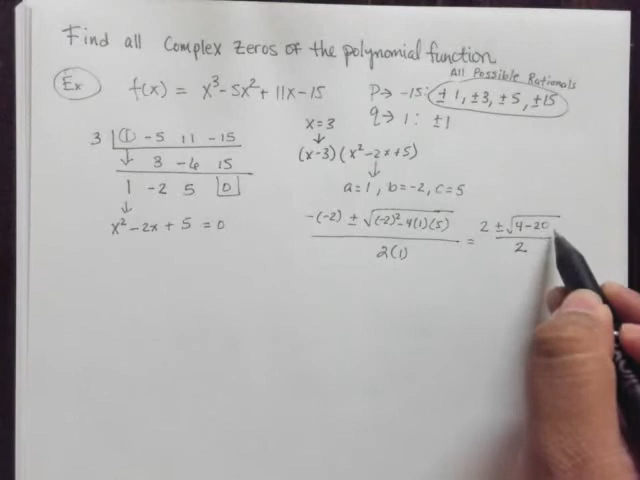 Find all Complex zeros of the polynomial function
All Possible Rationals
Ex f(x) = x³ - 5x² + 11x - 15 P → -15: ±1, ±3, ±5, ±15
q → 1: ±1
3 1 -5 11 -15
↓ 3 -6 15
1 -2 5 0
↓
x² - 2x + 5 = 0
x = 3
↓
(x-3)(x² - 2x + 5)
↓
a = 1, b = -2, c = 5
-(-2) ± √(-2)² - 4(1)(5) / 2(1) = 2 ± √4-20 / 2